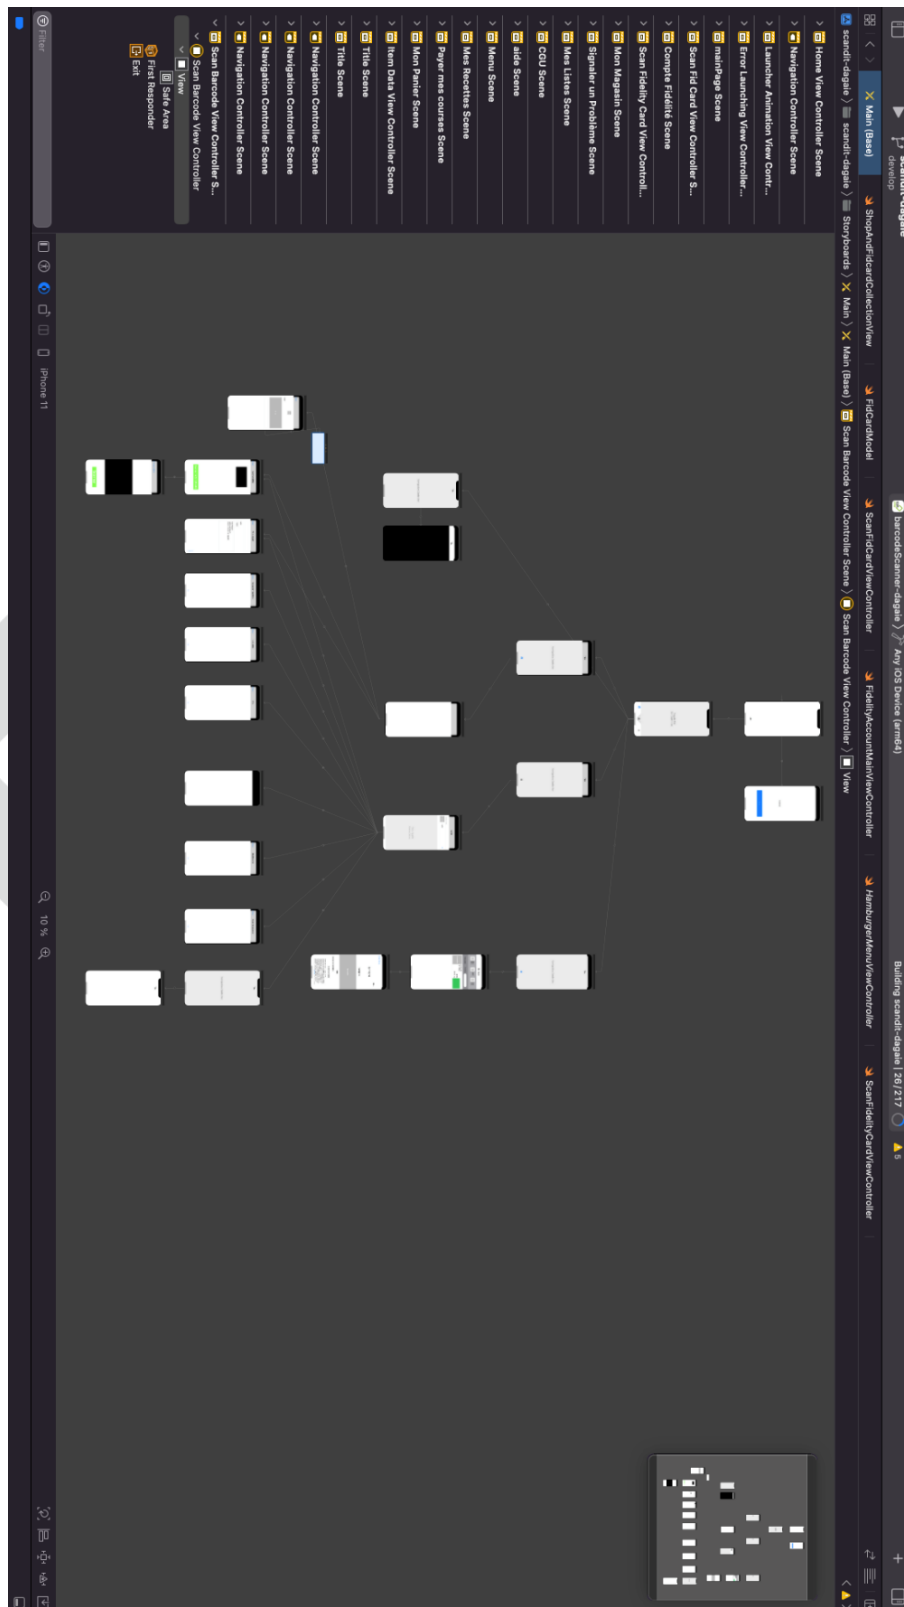 scandit-dagaie
develop
barcodeScanner-dagaie 〉 Any iOS Device (arm64)
Building scandit-dagaie | 26/217
5
Main (Base)
ShopAndFidcardCollectionView
FidCardModel
ScanFidCardViewController
FidelityAccountMainViewController
HamburgerMenuViewController
ScanFidelityCardViewController
scandit-dagaie 〉 scandit-dagaie 〉 Storyboards 〉 Main 〉 Main (Base) 〉 Scan Barcode View Controller Scene 〉 Scan Barcode View Controller 〉 View
Home View Controller Scene
Navigation Controller Scene
Launcher Animation View Contr...
Error Launching View Controller...
mainPage Scene
Scan Fid Card View Controller S...
Compte Fidélité Scene
Scan Fidelity Card View Controll...
Mon Magasin Scene
Signaler un Problème Scene
Mes Listes Scene
CGU Scene
aide Scene
Menu Scene
Mes Recettes Scene
Payer mes courses Scene
Mon Panier Scene
Item Data View Controller Scene
Title Scene
Title Scene
Navigation Controller Scene
Navigation Controller Scene
Navigation Controller Scene
Navigation Controller Scene
Scan Barcode View Controller S...
Scan Barcode View Controller
View
Safe Area
First Responder
Exit
Filter
iPhone 11
10 %